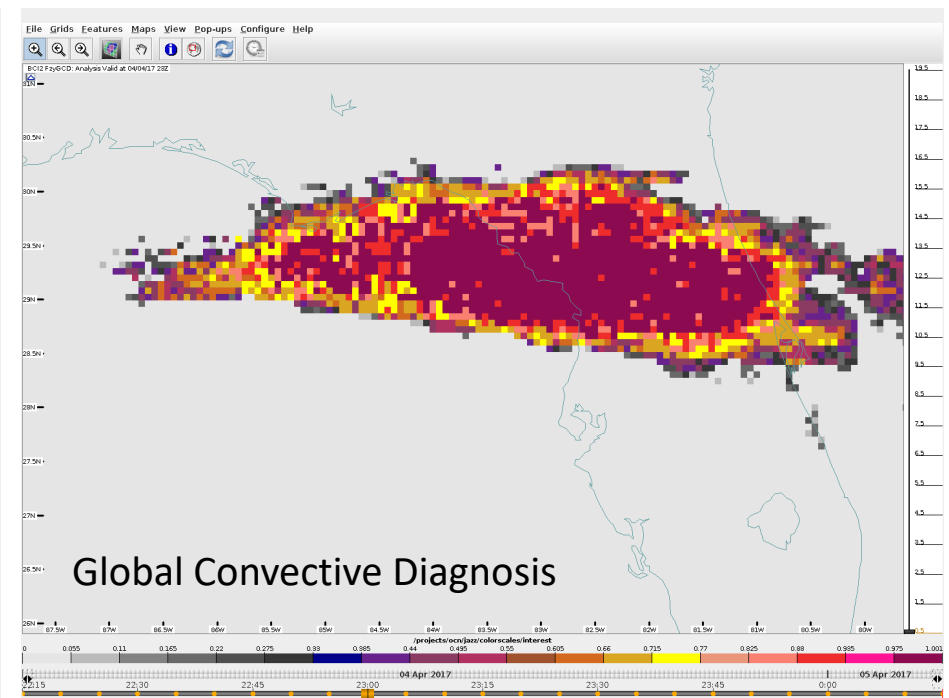 File Grids Features Maps View Pop-ups Configure Help
BCI2 FzyGCD: Analysis Valid at 04/04/17 23Z
19.5
18.5
17.5
16.5
15.5
14.5
13.5
12.5
11.5
10.5
9.5
8.5
7.5
6.5
5.5
4.5
3.5
2.5
1.5
0.5
31N
30.5N
30N
29.5N
29N
28.5N
28N
27.5N
27N
26.5N
26N
Global Convective Diagnosis
87.5W 87W 86.5W 86W 85.5W 85W 84.5W 84W 83.5W 83W 82.5W 82W 81.5W 81W 80.5W 80W
/projects/ocn/jazz/colorscales/interest
0 0.055 0.11 0.165 0.22 0.275 0.33 0.385 0.44 0.495 0.55 0.605 0.66 0.715 0.77 0.825 0.88 0.935 0.975 1.001
04 Apr 2017 05 Apr 2017
22:15 22:30 22:45 23:00 23:15 23:30 23:45 0:00